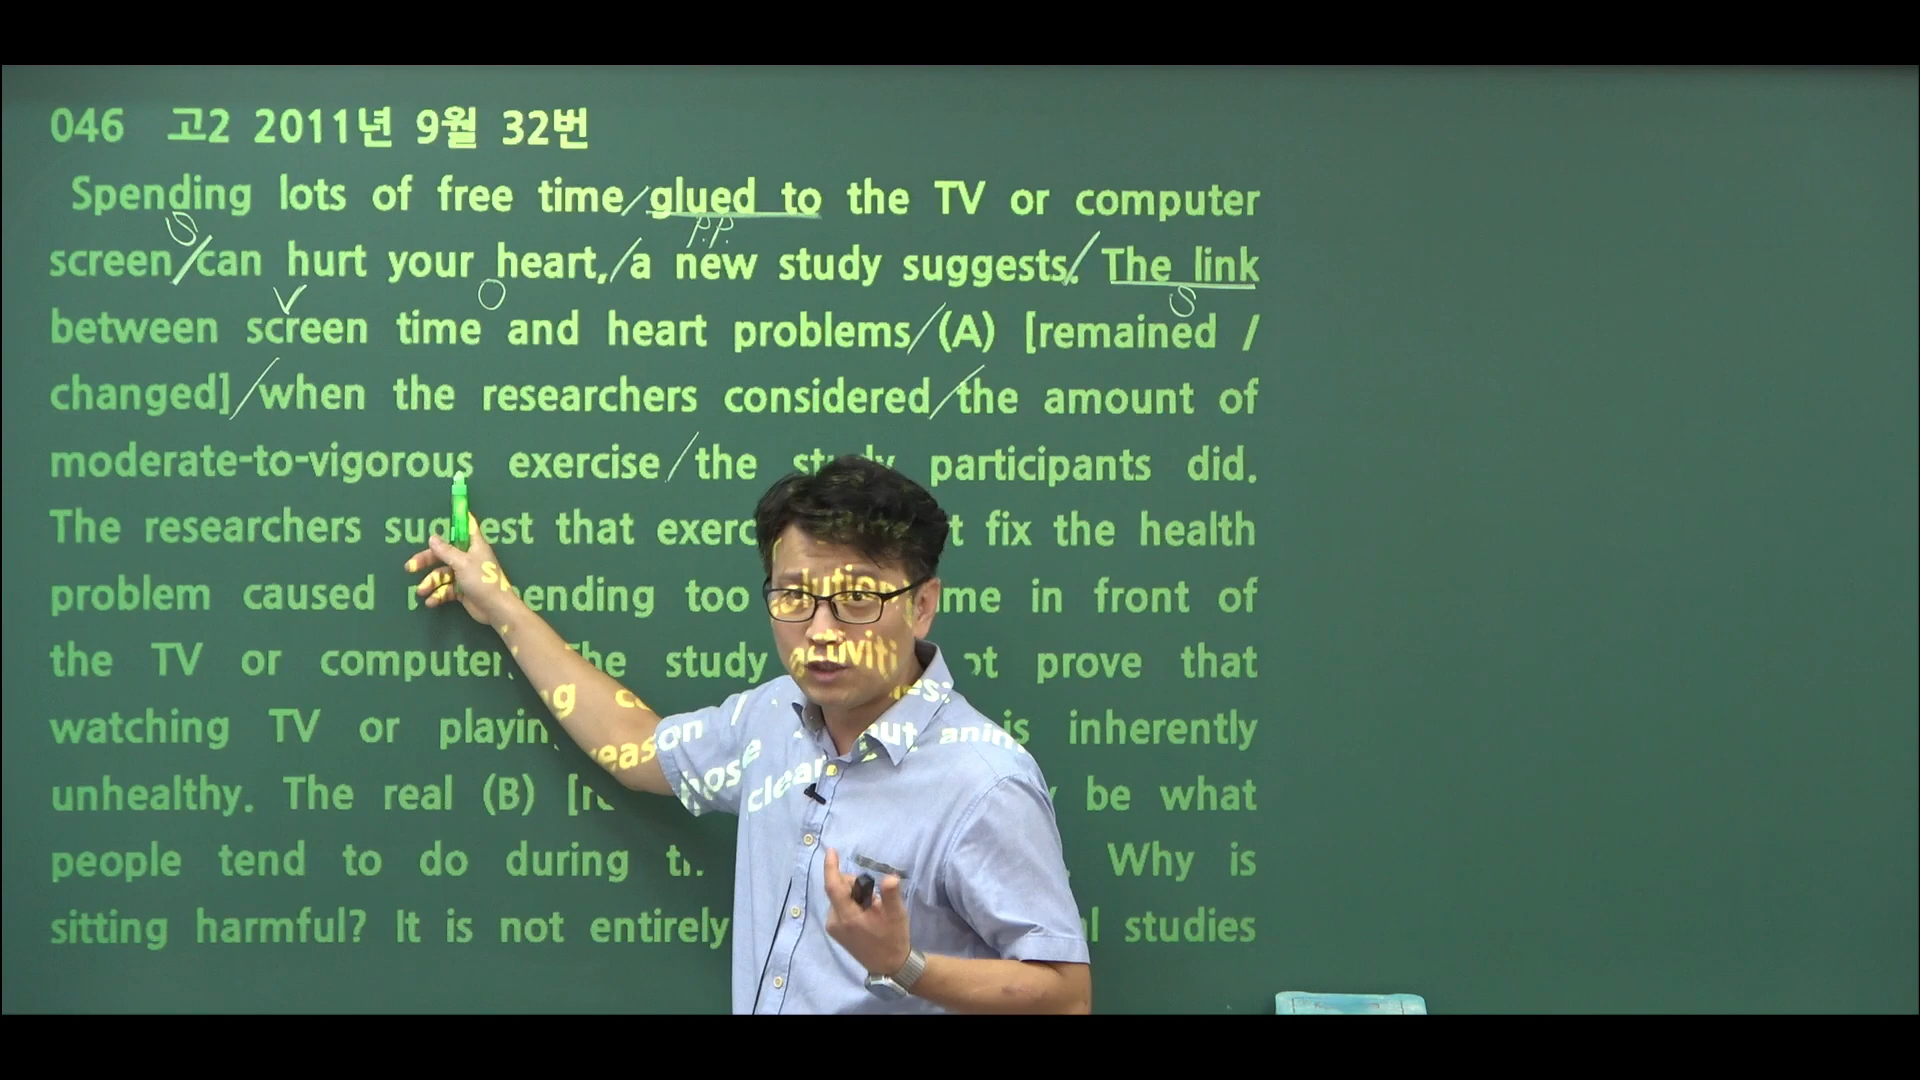 046 고2 2011년 9월 32번
Spending lots of free time / glued to the TV or computer
S P.P.
screen / can hurt your heart, / a new study suggests. / The link
V O S
between screen time and heart problems / (A) [remained /
changed] / when the researchers considered / the amount of
moderate-to-vigorous exercise / the study participants did.
The researchers suggest that fix the health
problem caused too in front of
the TV or computer. The study prove that
watching TV or is inherently
unhealthy. The real (B) be what
people tend to do during Why is
sitting harmful? It is not entirely studies